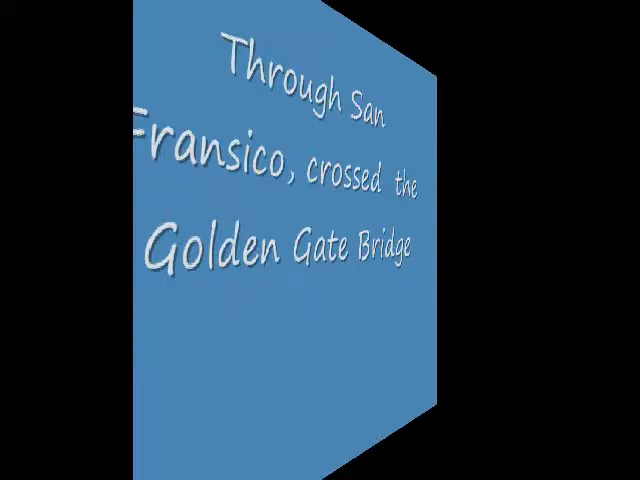 Through San
Fransico, crossed the
Golden Gate Bridge